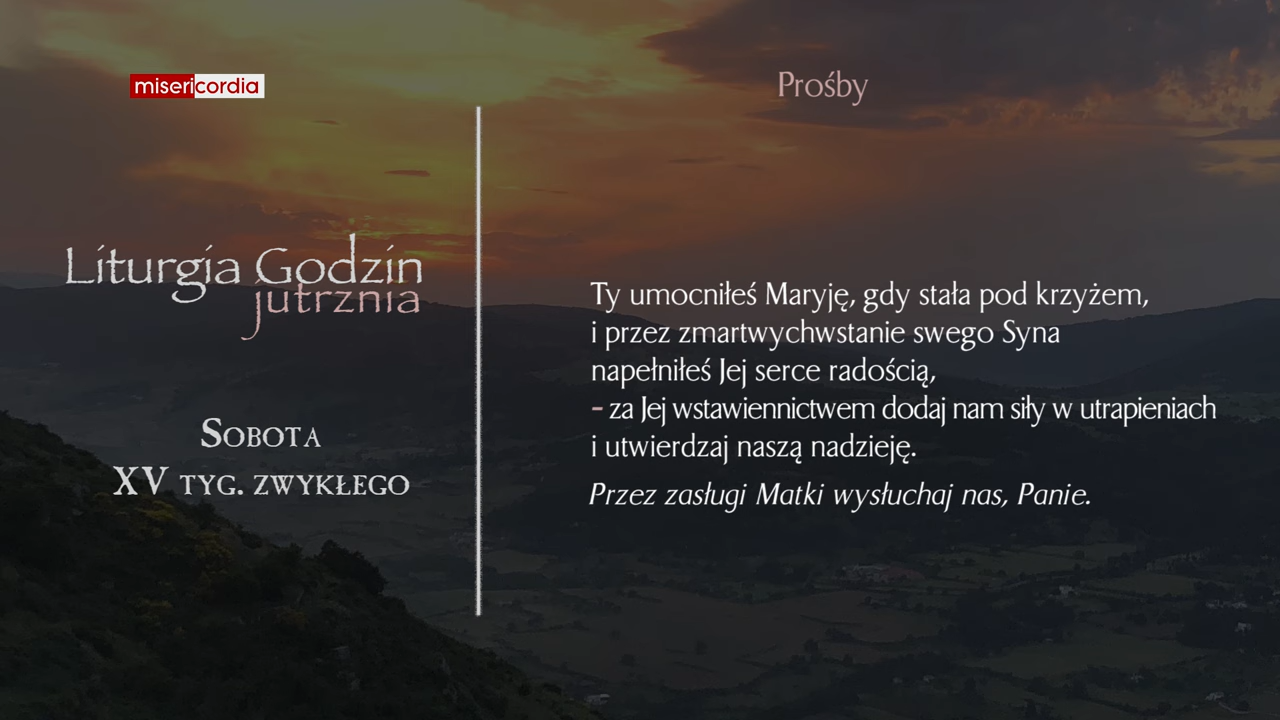 misericordia
Prośby
Liturgia Godzin
jutrznia
Sobota
XV tyg. zwykłego
Ty umocniłeś Maryję, gdy stała pod krzyżem,
i przez zmartwychwstanie swego Syna
napełniłeś Jej serce radością,
- za Jej wstawiennictwem dodaj nam siły w utrapieniach
i utwierdzaj naszą nadzieję.
Przez zasługi Matki wysłuchaj nas, Panie.